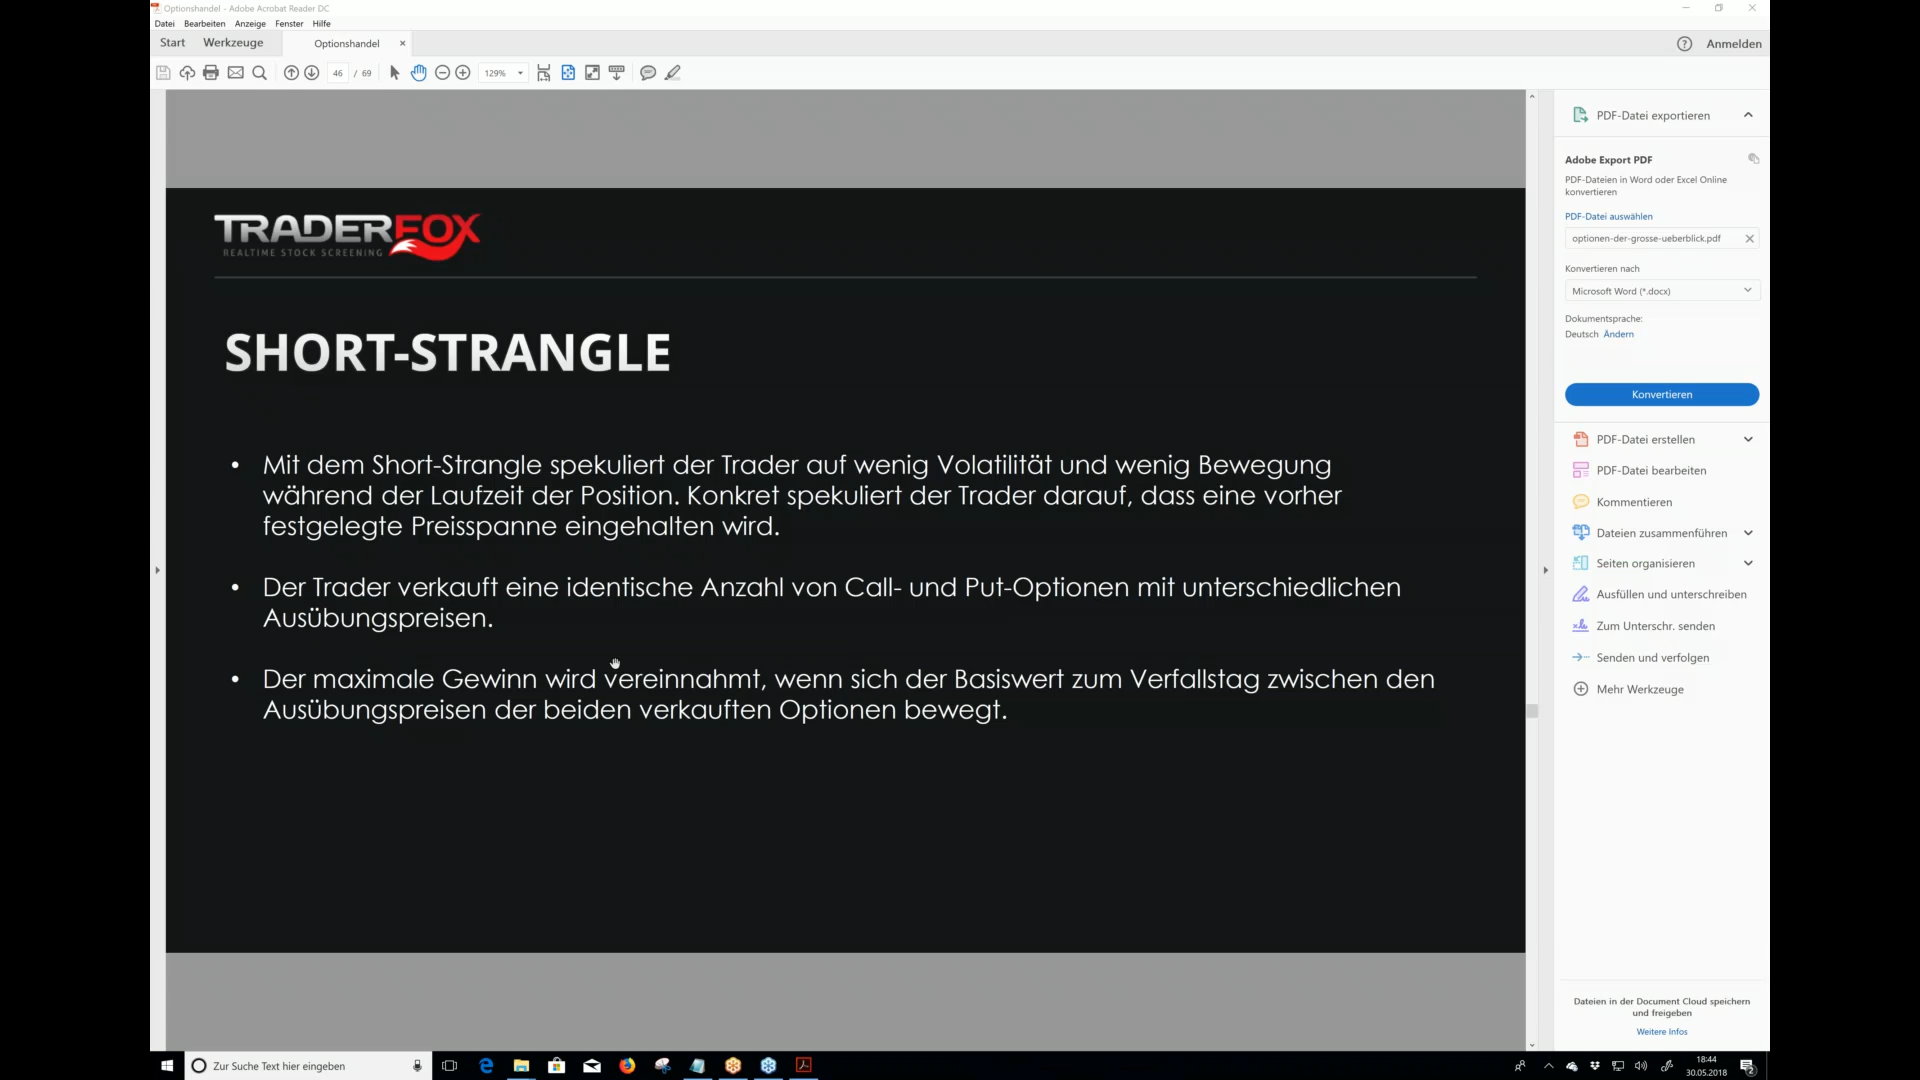 Optionshandel - Adobe Acrobat Reader DC
Datei Bearbeiten Anzeige Fenster Hilfe
Start Werkzeuge Optionshandel Anmelden
46 / 69 129%
TRADERFOX
REALTIME STOCK SCREENING
SHORT-STRANGLE
• Mit dem Short-Strangle spekuliert der Trader auf wenig Volatilität und wenig Bewegung
während der Laufzeit der Position. Konkret spekuliert der Trader darauf, dass eine vorher
festgelegte Preisspanne eingehalten wird.
• Der Trader verkauft eine identische Anzahl von Call- und Put-Optionen mit unterschiedlichen
Ausübungspreisen.
• Der maximale Gewinn wird vereinnahmt, wenn sich der Basiswert zum Verfallstag zwischen den
Ausübungspreisen der beiden verkauften Optionen bewegt.
PDF-Datei exportieren
Adobe Export PDF
PDF-Dateien in Word oder Excel Online
konvertieren
PDF-Datei auswählen
optionen-der-grosse-ueberblick.pdf
Konvertieren nach
Microsoft Word (*.docx)
Dokumentsprache:
Deutsch Ändern
Konvertieren
PDF-Datei erstellen
PDF-Datei bearbeiten
Kommentieren
Dateien zusammenführen
Seiten organisieren
Ausfüllen und unterschreiben
Zum Unterschr. senden
Senden und verfolgen
Mehr Werkzeuge
Dateien in der Document Cloud speichern
und freigeben
Weitere Infos
Zur Suche Text hier eingeben
18:44
30.05.2018
2